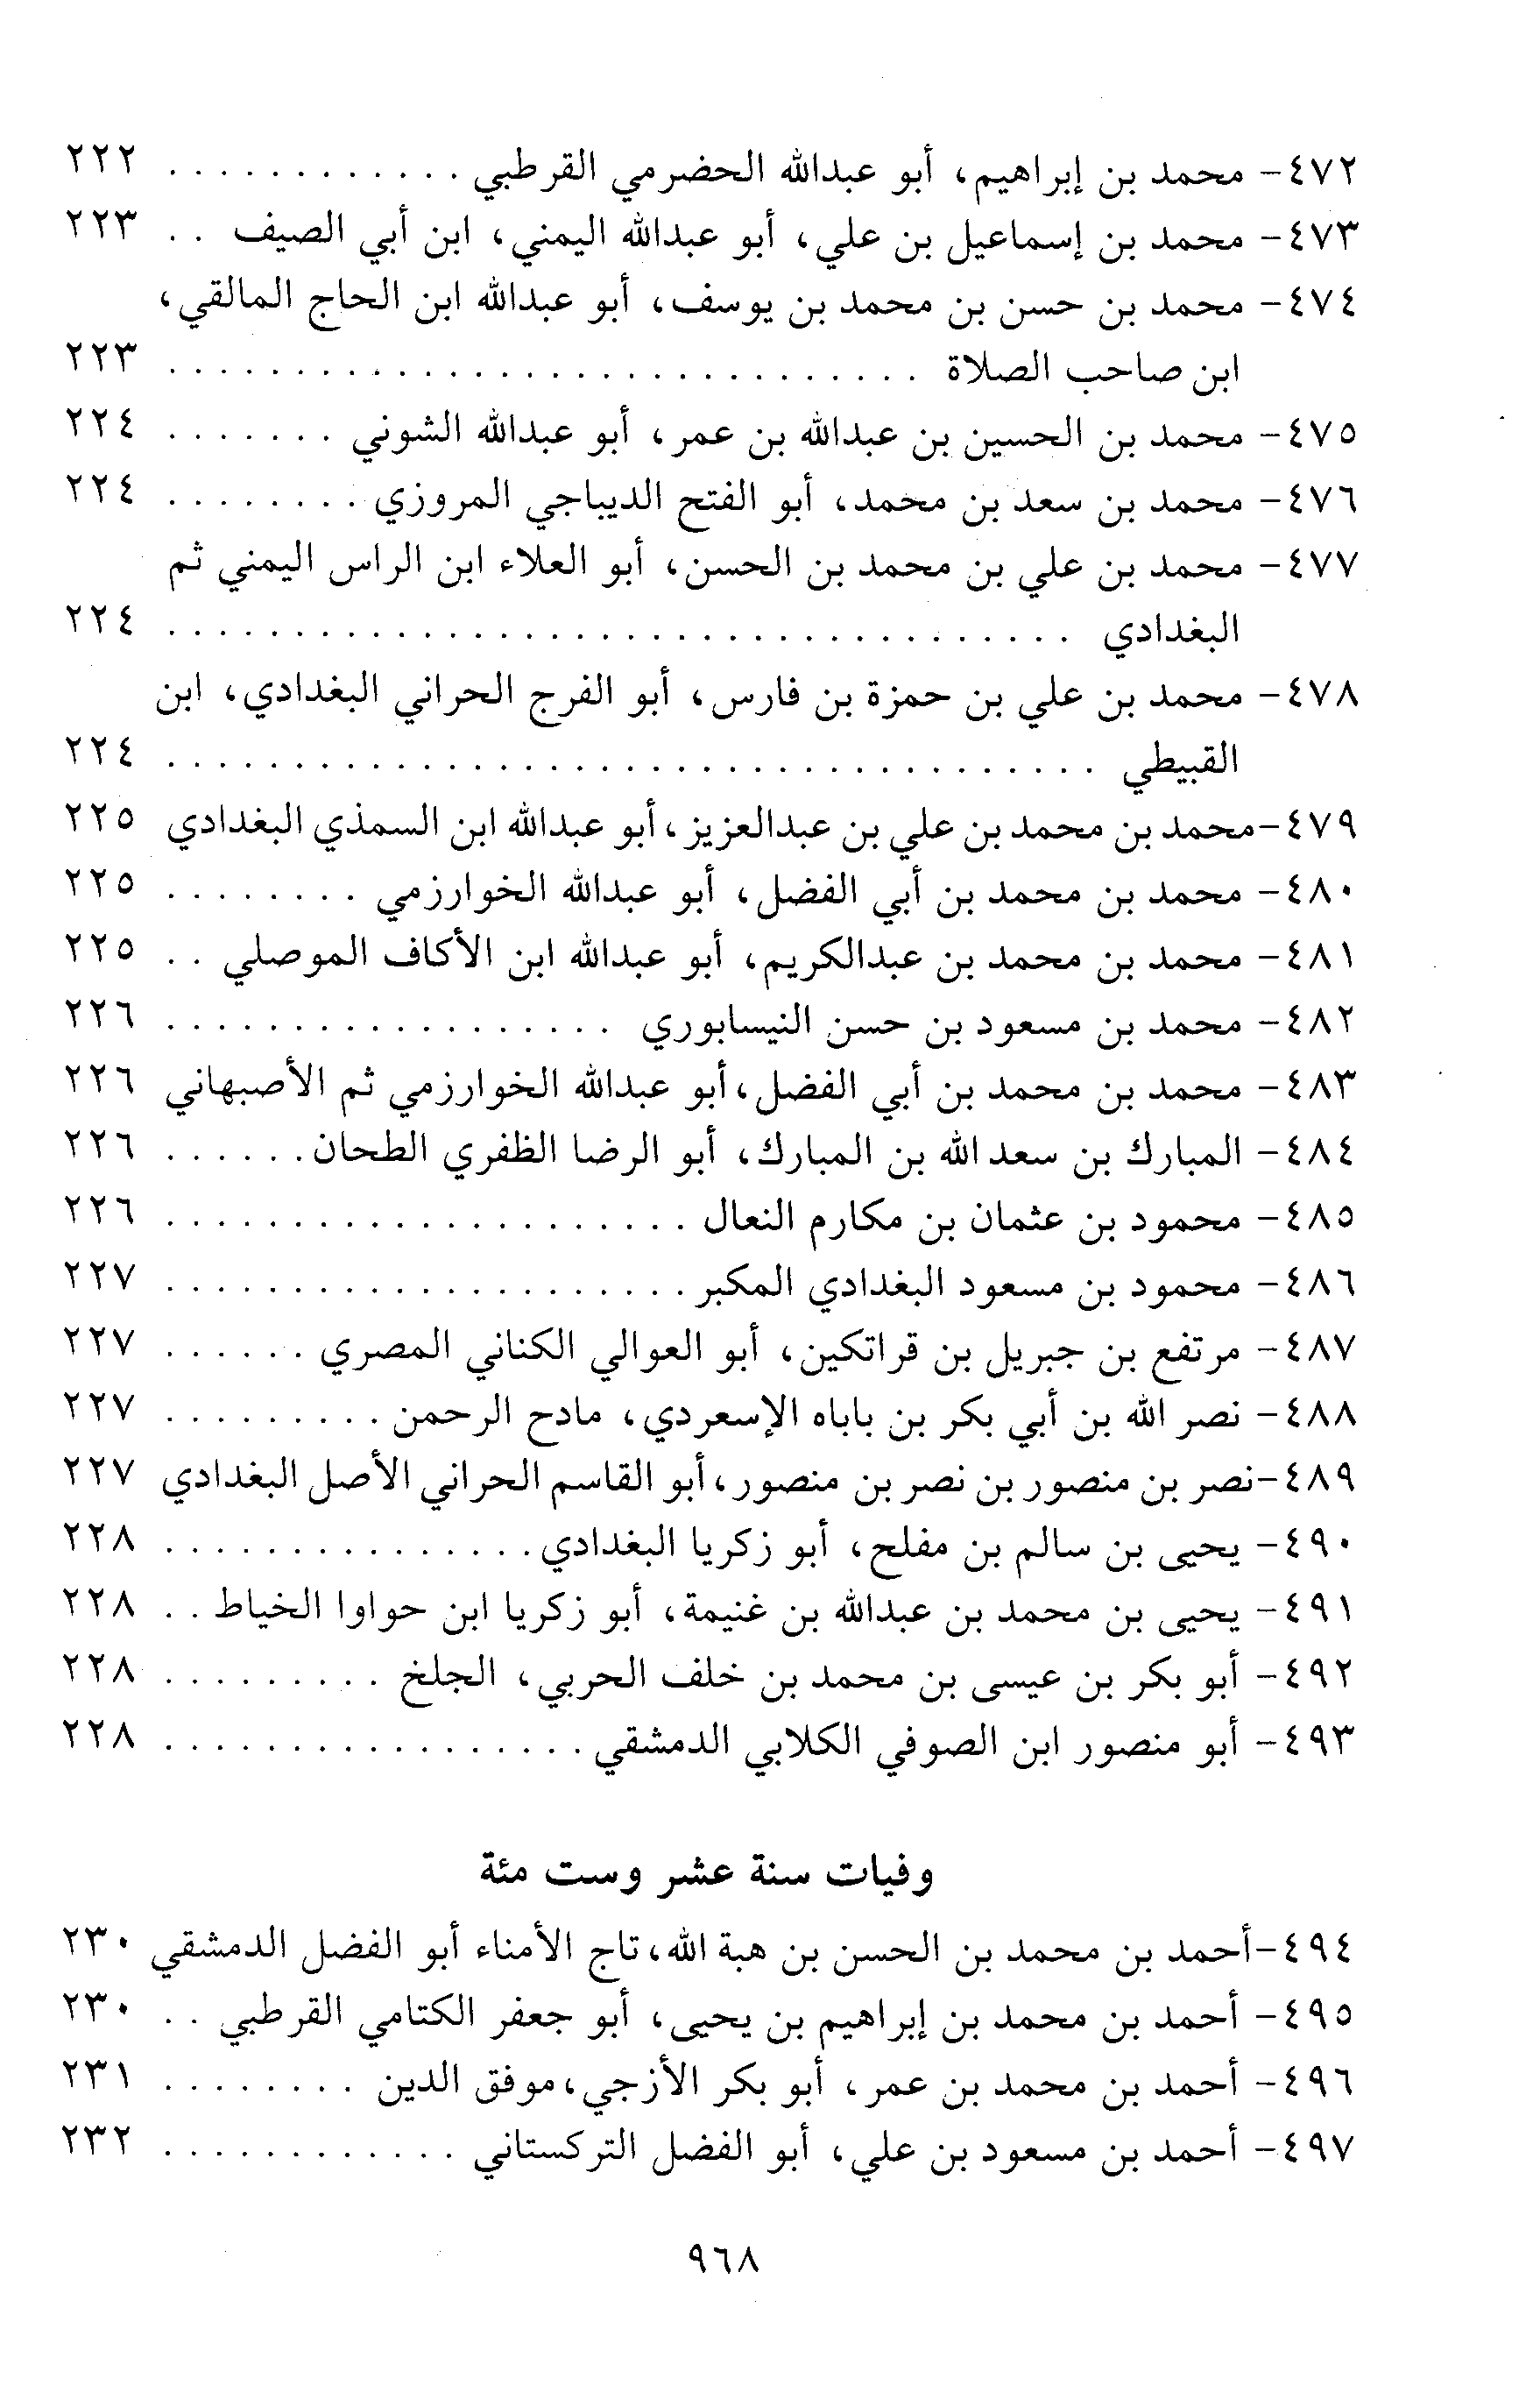 ٤٧٢- محمد بن إبراهيم، أبو عبدالله الحضرمي القرطبي . . . . . . . . . . . . ٢٢٢
٤٧٣- محمد بن إسماعيل بن علي، أبو عبدالله اليمني، ابن أبي الصيف . . ٢٢٣
٤٧٤- محمد بن حسن بن محمد بن يوسف، أبو عبدالله ابن الحاج المالقي،
ابن صاحب الصلاة . . . . . . . . . . . . . . . . . . . . . . . . . . . . . . ٢٢٣
٤٧٥- محمد بن الحسين بن عبدالله بن عمر، أبو عبدالله الشوني . . . . . . . ٢٢٤
٤٧٦- محمد بن سعد بن محمد، أبو الفتح الديباجي المروزي . . . . . . . . ٢٢٤
٤٧٧- محمد بن علي بن محمد بن الحسن، أبو العلاء ابن الراس اليمني ثم
البغدادي . . . . . . . . . . . . . . . . . . . . . . . . . . . . . . . . . . . . ٢٢٤
٤٧٨- محمد بن علي بن حمزة بن فارس، أبو الفرج الحراني البغدادي، ابن
القبيطي . . . . . . . . . . . . . . . . . . . . . . . . . . . . . . . . . . . . . ٢٢٤
٤٧٩-محمد بن محمد بن علي بن عبدالعزيز، أبو عبدالله ابن السمذي البغدادي ٢٢٥
٤٨٠- محمد بن محمد بن أبي الفضل، أبو عبدالله الخوارزمي . . . . . . . . ٢٢٥
٤٨١- محمد بن محمد بن عبدالكريم، أبو عبدالله ابن الأكاف الموصلي . . ٢٢٥
٤٨٢- محمد بن مسعود بن حسن النيسابوري . . . . . . . . . . . . . . . . . . ٢٢٦
٤٨٣- محمد بن محمد بن أبي الفضل، أبو عبدالله الخوارزمي ثم الأصبهاني ٢٢٦
٤٨٤- المبارك بن سعد الله بن المبارك، أبو الرضا الظفري الطحان . . . . . . ٢٢٦
٤٨٥- محمود بن عثمان بن مكارم النعال . . . . . . . . . . . . . . . . . . . . . ٢٢٦
٤٨٦- محمود بن مسعود البغدادي المكبر . . . . . . . . . . . . . . . . . . . . . ٢٢٧
٤٨٧- مرتفع بن جبريل بن قراتكين، أبو العوالي الكناني المصري . . . . . . ٢٢٧
٤٨٨- نصر الله بن أبي بكر بن باباه الإسعردي، مادح الرحمن . . . . . . . . . ٢٢٧
٤٨٩-نصر بن منصور بن نصر بن منصور، أبو القاسم الحراني الأصل البغدادي ٢٢٧
٤٩٠- يحيى بن سالم بن مفلح، أبو زكريا البغدادي . . . . . . . . . . . . . . . ٢٢٨
٤٩١- يحيى بن محمد بن عبدالله بن غنيمة، أبو زكريا ابن حواوا الخياط . . ٢٢٨
٤٩٢- أبو بكر بن عيسى بن محمد بن خلف الحربي، الجلخ . . . . . . . . . ٢٢٨
٤٩٣- أبو منصور ابن الصوفي الكلابي الدمشقي . . . . . . . . . . . . . . . . . ٢٢٨
وفيات سنة عشر وست مئة
٤٩٤-أحمد بن محمد بن الحسن بن هبة الله، تاج الأمناء أبو الفضل الدمشقي ٢٣٠
٤٩٥- أحمد بن محمد بن إبراهيم بن يحيى، أبو جعفر الكتامي القرطبي . . ٢٣٠
٤٩٦- أحمد بن محمد بن عمر، أبو بكر الأزجي، موفق الدين . . . . . . . . ٢٣١
٤٩٧- أحمد بن مسعود بن علي، أبو الفضل التركستاني . . . . . . . . . . . . ٢٣٢
٩٦٨